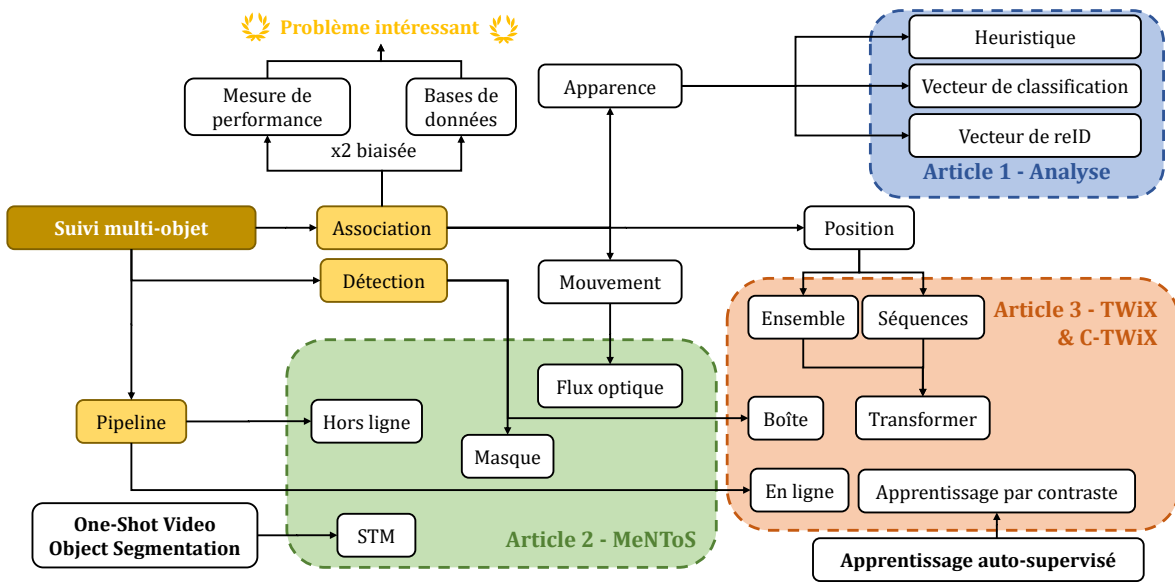 Problème intéressant
Mesure de
performance
Bases de
données
x2 biaisée
Apparence
Heuristique
Vecteur de classification
Vecteur de reID
Article 1 - Analyse
Suivi multi-objet
Association
Position
Détection
Mouvement
Ensemble
Séquences
Article 3 - TWiX
& C-TWiX
Flux optique
Pipeline
Hors ligne
Masque
Boîte
Transformer
En ligne
Apprentissage par contraste
One-Shot Video
Object Segmentation
STM
Article 2 - MeNToS
Apprentissage auto-supervisé